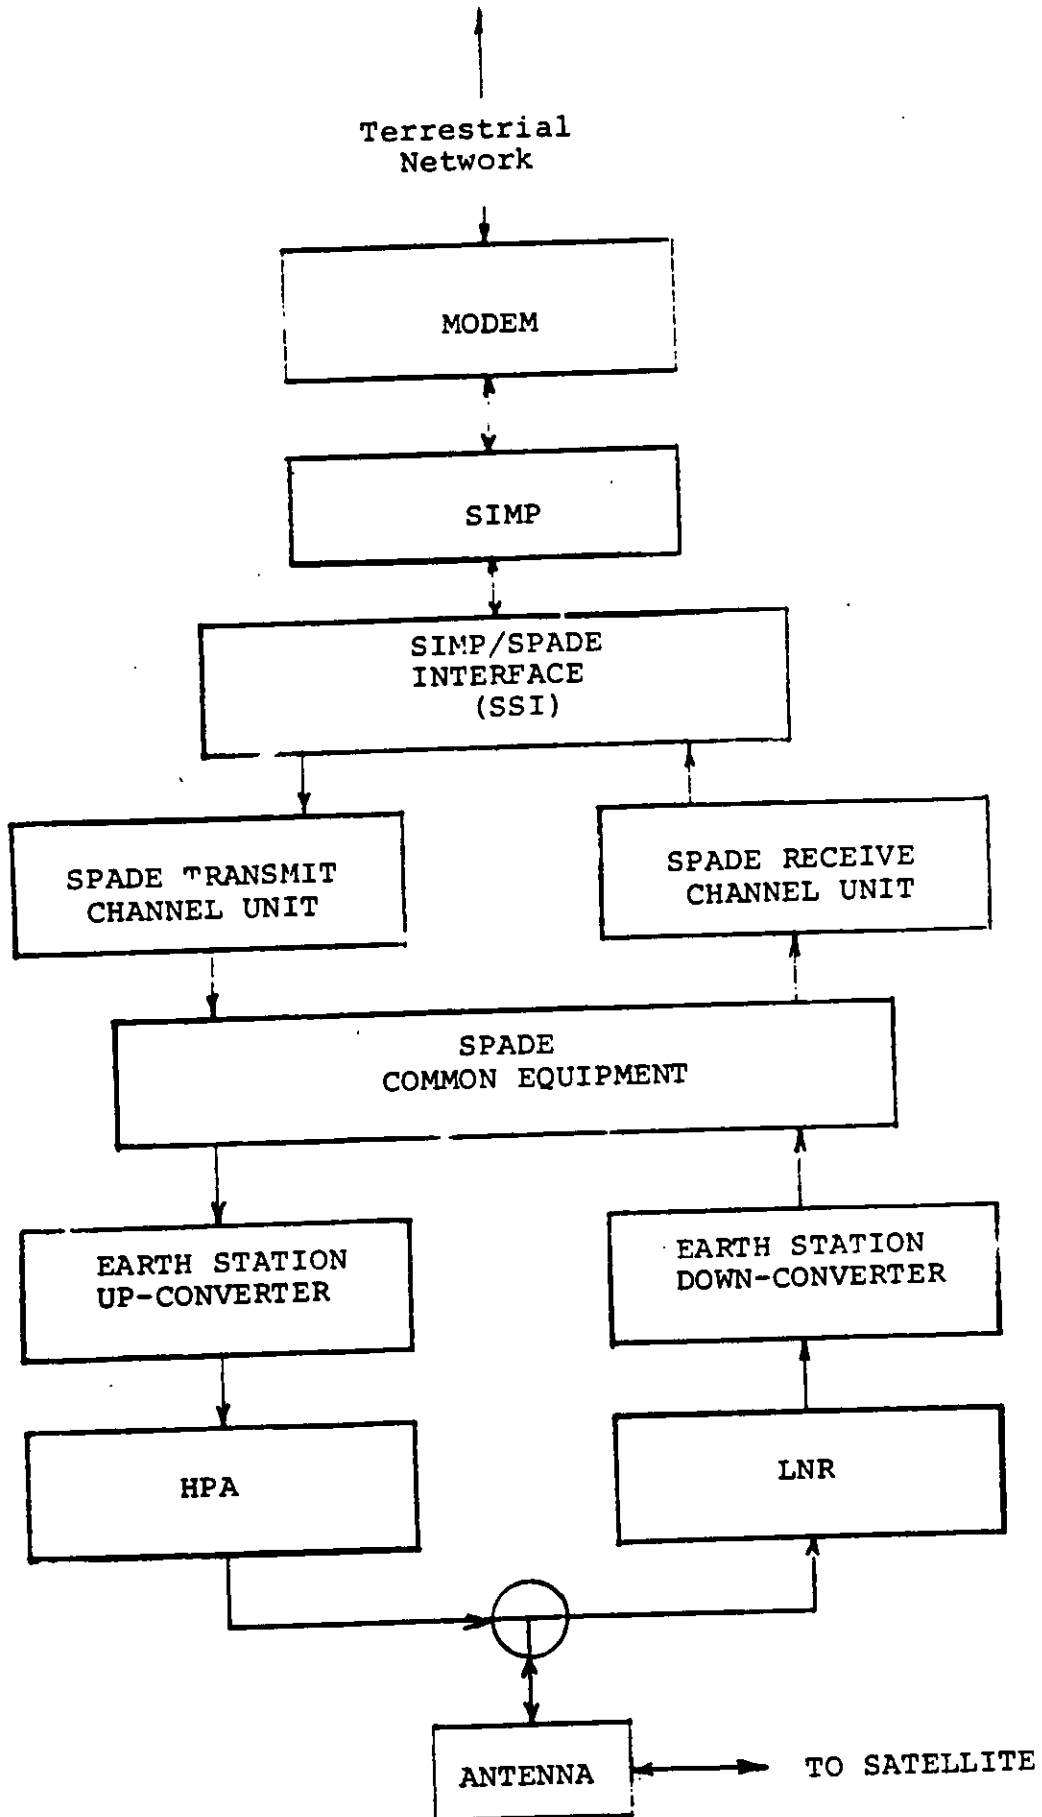 Terrestrial
Network
MODEM
SIMP
SIMP/SPADE
INTERFACE
(SSI)
SPADE TRANSMIT
CHANNEL UNIT
SPADE RECEIVE
CHANNEL UNIT
SPADE
COMMON EQUIPMENT
EARTH STATION
UP-CONVERTER
EARTH STATION
DOWN-CONVERTER
HPA
LNR
ANTENNA
TO SATELLITE